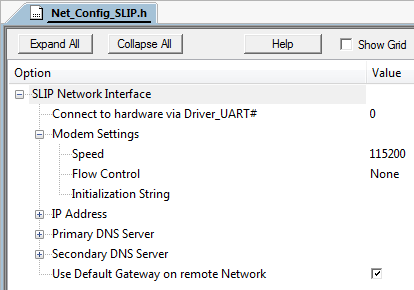 Net_Config_SLIP.h
Expand All Collapse All Help Show Grid
Option Value
SLIP Network Interface
Connect to hardware via Driver_UART# 0
Modem Settings
Speed 115200
Flow Control None
Initialization String
IP Address
Primary DNS Server
Secondary DNS Server
Use Default Gateway on remote Network